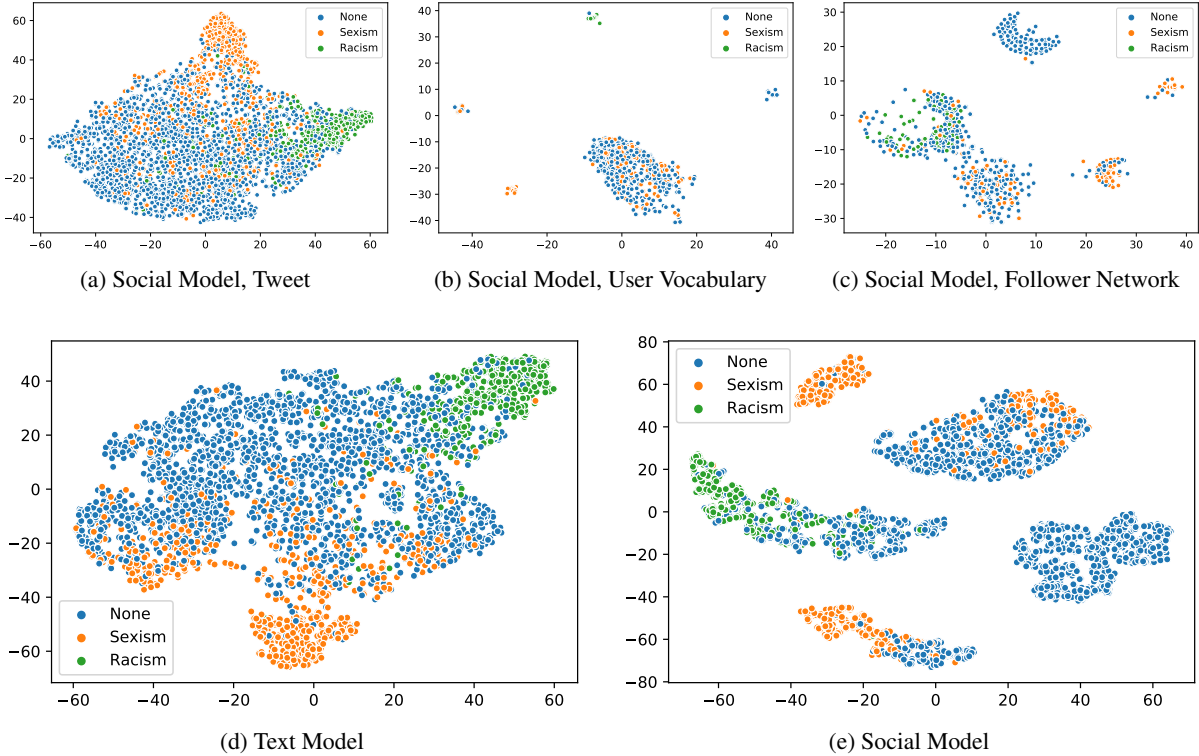 None
Sexism
Racism
60
40
20
0
−20
−40
−60 −40 −20 0 20 40 60
(a) Social Model, Tweet
None
Sexism
Racism
40
30
20
10
0
−10
−20
−30
−40
−40 −20 0 20 40
(b) Social Model, User Vocabulary
None
Sexism
Racism
30
20
10
0
−10
−20
−30
−20 −10 0 10 20 30 40
(c) Social Model, Follower Network
40
20
0
−20
−40
−60
None
Sexism
Racism
−60 −40 −20 0 20 40 60
(d) Text Model
80
60
40
20
0
−20
−40
−60
−80
None
Sexism
Racism
−60 −40 −20 0 20 40 60
(e) Social Model